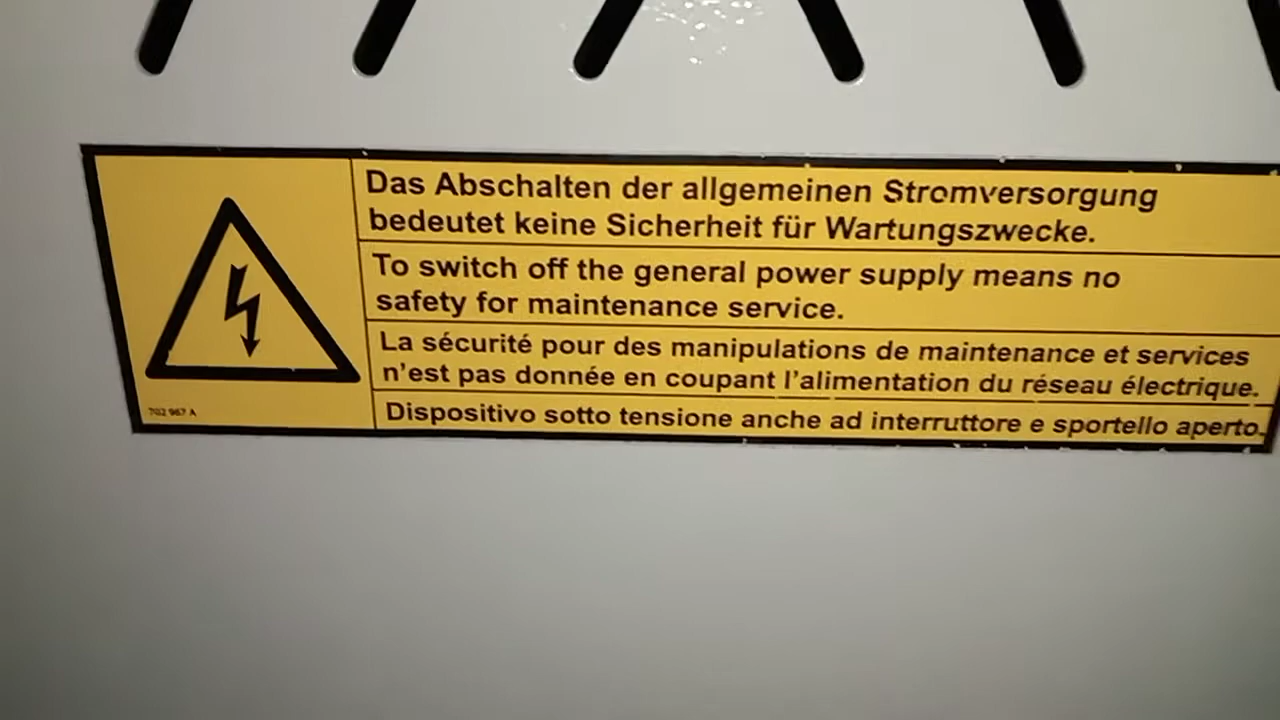 Das Abschalten der allgemeinen Stromversorgung
bedeutet keine Sicherheit für Wartungszwecke.
To switch off the general power supply means no
safety for maintenance service.
La sécurité pour des manipulations de maintenance et services
n'est pas donnée en coupant l'alimentation du réseau électrique.
Dispositivo sotto tensione anche ad interruttore e sportello aperto.
702 967 A